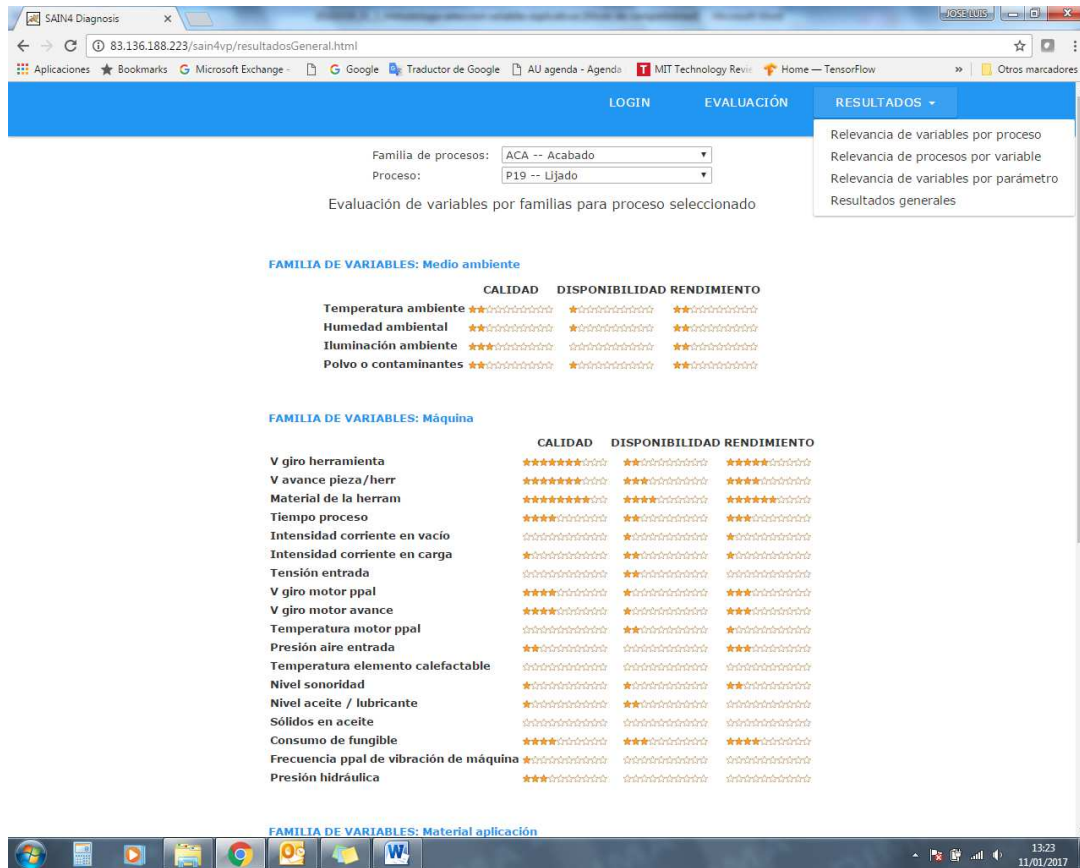 SAIN4 Diagnosis
JOSE LUIS
83.136.188.223/sain4vp/resultadosGeneral.html
Aplicaciones Bookmarks Microsoft Exchange - Google Traductor de Google AU agenda - Agenda MIT Technology Revi Home — TensorFlow » Otros marcadores
LOGIN EVALUACIÓN RESULTADOS
Relevancia de variables por proceso
Relevancia de procesos por variable
Relevancia de variables por parámetro
Resultados generales
Familia de procesos: ACA -- Acabado
Proceso: P19 -- Lijado
Evaluación de variables por familias para proceso seleccionado
FAMILIA DE VARIABLES: Medio ambiente
CALIDAD DISPONIBILIDAD RENDIMIENTO
Temperatura ambiente
Humedad ambiental
Iluminación ambiente
Polvo o contaminantes
FAMILIA DE VARIABLES: Máquina
CALIDAD DISPONIBILIDAD RENDIMIENTO
V giro herramienta
V avance pieza/herr
Material de la herram
Tiempo proceso
Intensidad corriente en vacío
Intensidad corriente en carga
Tensión entrada
V giro motor ppal
V giro motor avance
Temperatura motor ppal
Presión aire entrada
Temperatura elemento calefactable
Nivel sonoridad
Nivel aceite / lubricante
Sólidos en aceite
Consumo de fungible
Frecuencia ppal de vibración de máquina
Presión hidráulica
FAMILIA DE VARIABLES: Material aplicación
13:23
11/01/2017